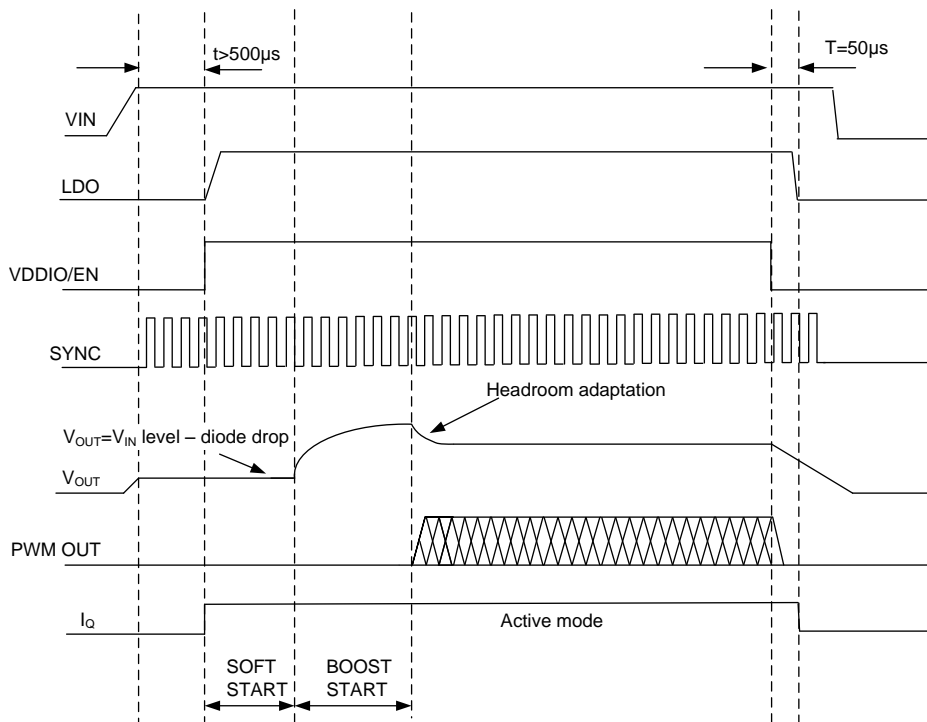 t>500µs
T=50µs
VIN
LDO
VDDIO/EN
SYNC
Headroom adaptation
VOUT=VIN level – diode drop
VOUT
PWM OUT
IQ
Active mode
SOFT
START
BOOST
START